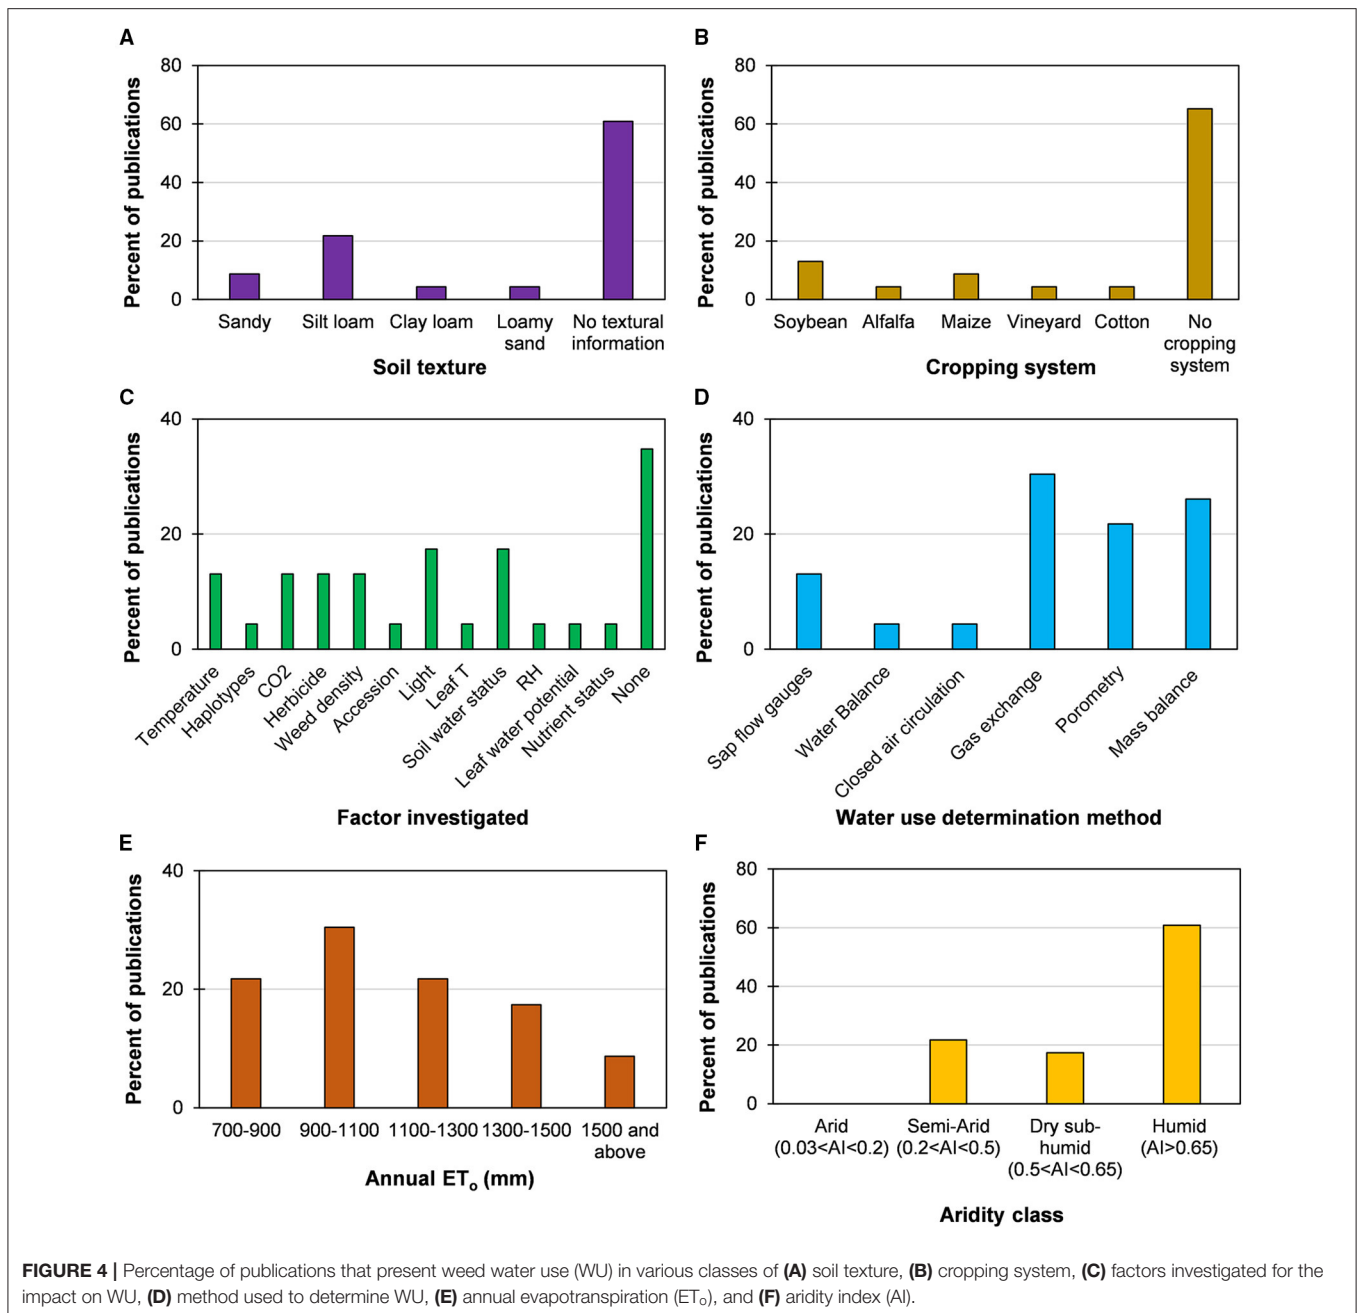 A
80
60
40
20
0
Percent of publications
Sandy
Silt loam
Clay loam
Loamy
sand
No textural
information
Soil texture
B
80
60
40
20
0
Percent of publications
Soybean
Alfalfa
Maize
Vineyard
Cotton
No
cropping
system
Cropping system
C
40
20
0
Percent of publications
Temperature
Haplotypes
CO2
Herbicide
Weed density
Accession
Light
Leaf T
Soil water status
RH
Leaf water potential
Nutrient status
None
Factor investigated
D
40
20
0
Percent of publications
Sap flow gauges
Water Balance
Closed air circulation
Gas exchange
Porometry
Mass balance
Water use determination method
E
40
20
0
Percent of publications
700-900
900-1100
1100-1300
1300-1500
1500 and
above
Annual ETₒ (mm)
F
80
60
40
20
0
Percent of publications
Arid
(0.03<AI<0.2)
Semi-Arid
(0.2<AI<0.5)
Dry sub-
humid
(0.5<AI<0.65)
Humid
(AI>0.65)
Aridity class
FIGURE 4 | Percentage of publications that present weed water use (WU) in various classes of (A) soil texture, (B) cropping system, (C) factors investigated for the
impact on WU, (D) method used to determine WU, (E) annual evapotranspiration (ETₒ), and (F) aridity index (AI).